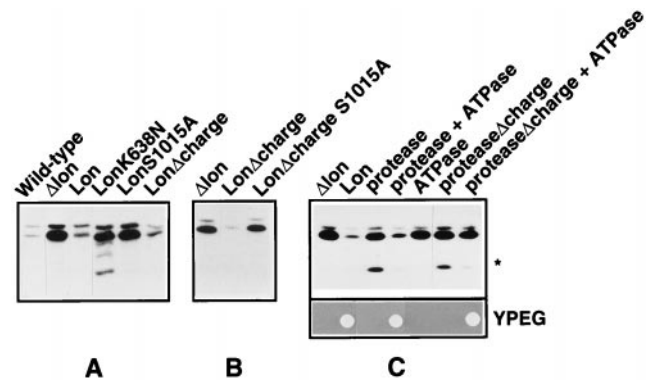 Wild-type
Δlon
Lon
LonK638N
LonS1015A
LonΔcharge
Δlon
LonΔcharge
LonΔcharge S1015A
Δlon
Lon
protease
protease + ATPase
ATPase
proteaseΔcharge
proteaseΔcharge + ATPase
*
YPEG
A
B
C